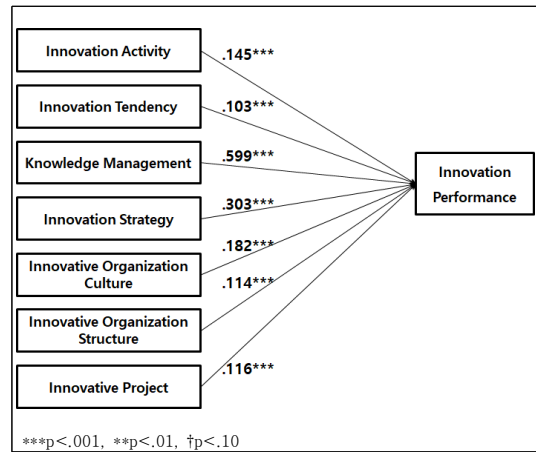 Innovation Activity
.145***
Innovation Tendency
.103***
Knowledge Management
.599***
Innovation
Performance
Innovation Strategy
.303***
Innovative Organization
Culture
.182***
Innovative Organization
Structure
.114***
Innovative Project
.116***
***p<.001, **p<.01, †p<.10